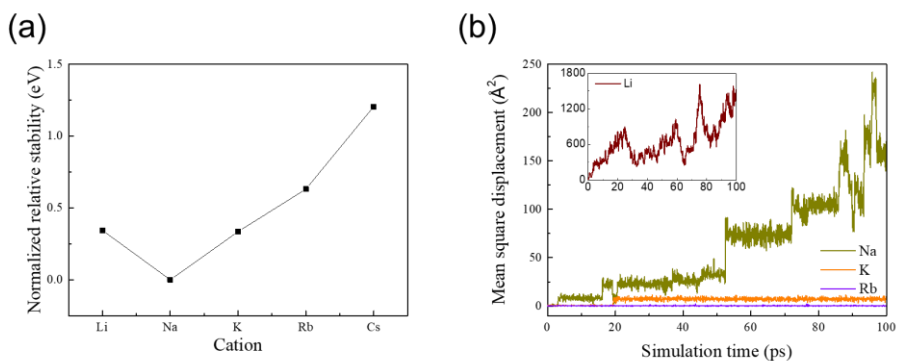 (a)
Normalized relative stability (eV)
1.5
1.0
0.5
0.0
Li Na K Rb Cs
Cation
(b)
Mean square displacement (Å²)
250
200
150
100
50
0
1800
1200
600
0
Li
0 20 40 60 80 100
Na
K
Rb
0 20 40 60 80 100
Simulation time (ps)